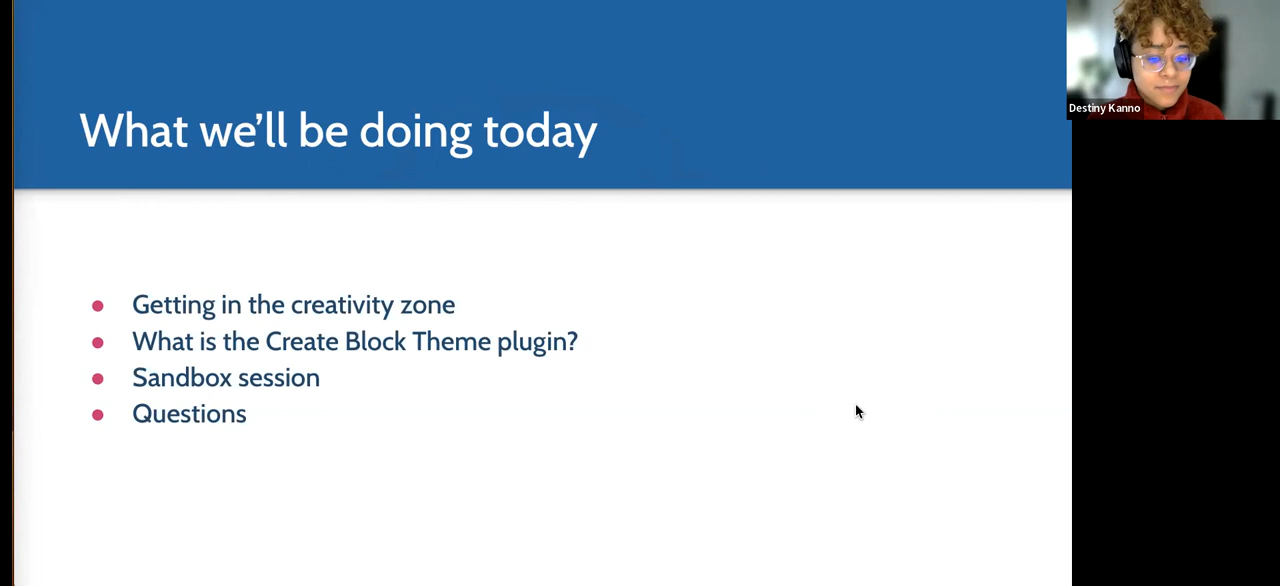 What we’ll be doing today
Destiny Kanno
Getting in the creativity zone
What is the Create Block Theme plugin?
Sandbox session
Questions